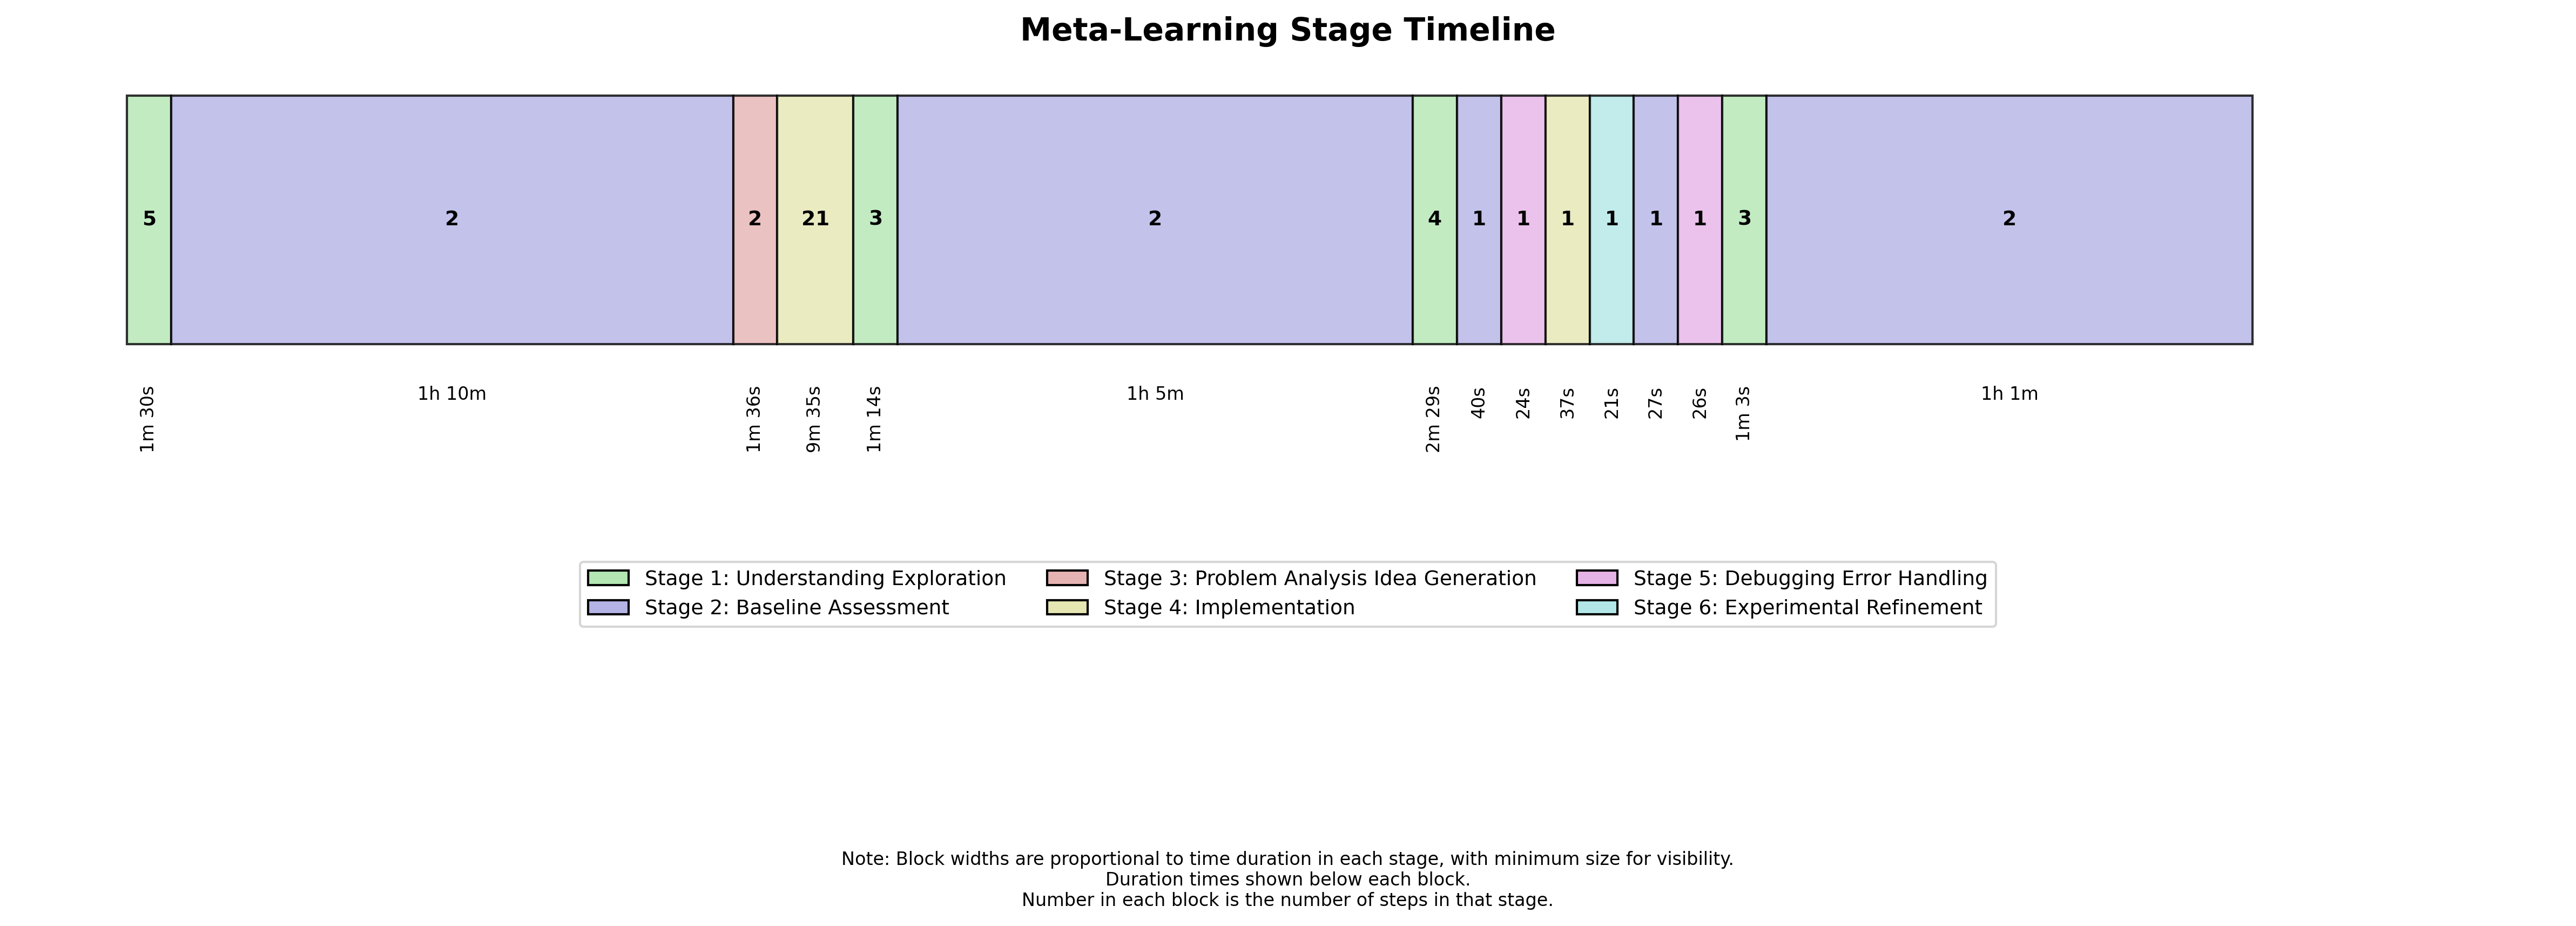 Meta-Learning Stage Timeline
5 2 2 21 3 2 4 1 1 1 1 1 1 3 2
1m 30s 1h 10m 1m 36s 9m 35s 1m 14s 1h 5m 2m 29s 40s 24s 37s 21s 27s 26s 1m 3s 1h 1m
Stage 1: Understanding Exploration
Stage 2: Baseline Assessment
Stage 3: Problem Analysis Idea Generation
Stage 4: Implementation
Stage 5: Debugging Error Handling
Stage 6: Experimental Refinement
Note: Block widths are proportional to time duration in each stage, with minimum size for visibility.
Duration times shown below each block.
Number in each block is the number of steps in that stage.